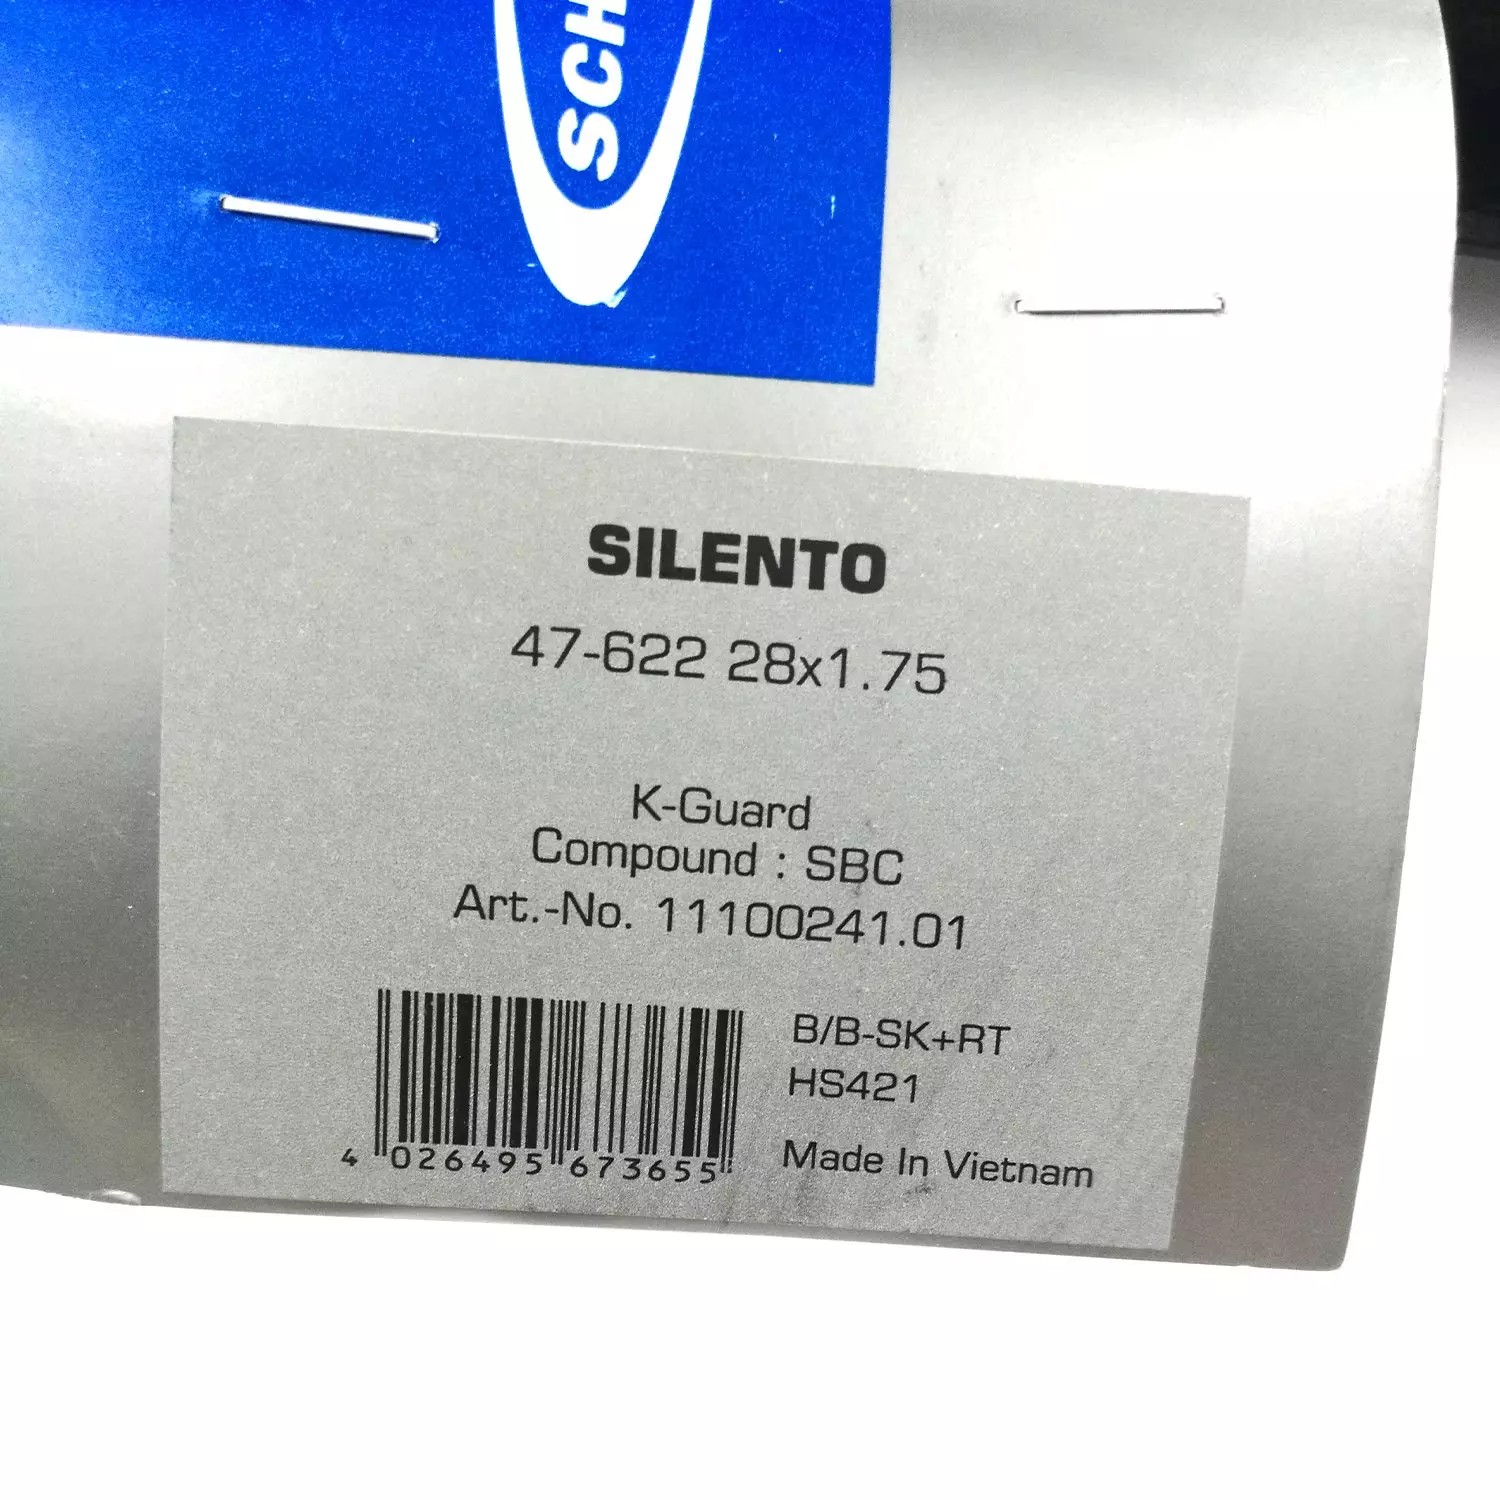 SCH
SILENTO
47-622 28x1.75
K-Guard
Compound : SBC
Art.-No. 11100241.01
B/B-SK+RT
HS421
4 026495 673655
Made In Vietnam